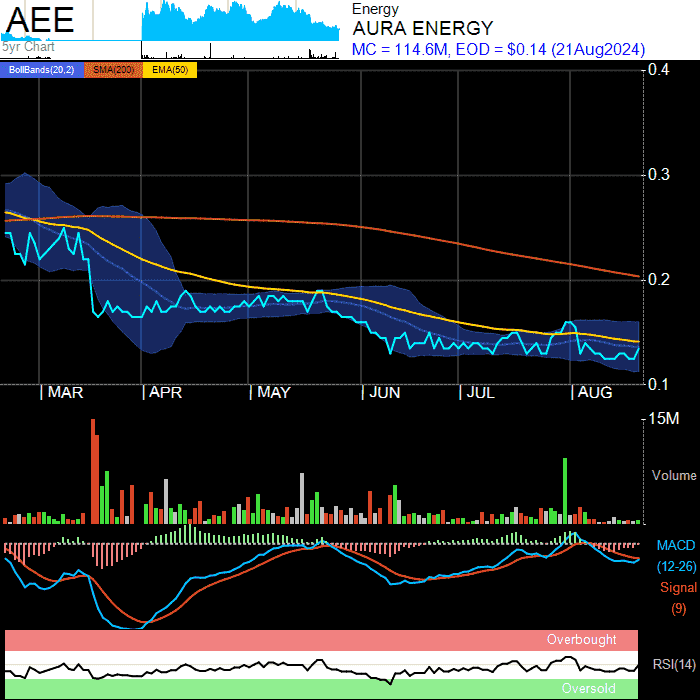 AEE
Energy
AURA ENERGY
5yr Chart
MC = 114.6M, EOD = $0.14 (21Aug2024)
BollBands(20,2) SMA(200) EMA(50)
0.4
0.3
0.2
0.1
MAR APR MAY JUN JUL AUG
15M
Volume
MACD
(12-26)
Signal
(9)
Overbought
RSI(14)
Oversold